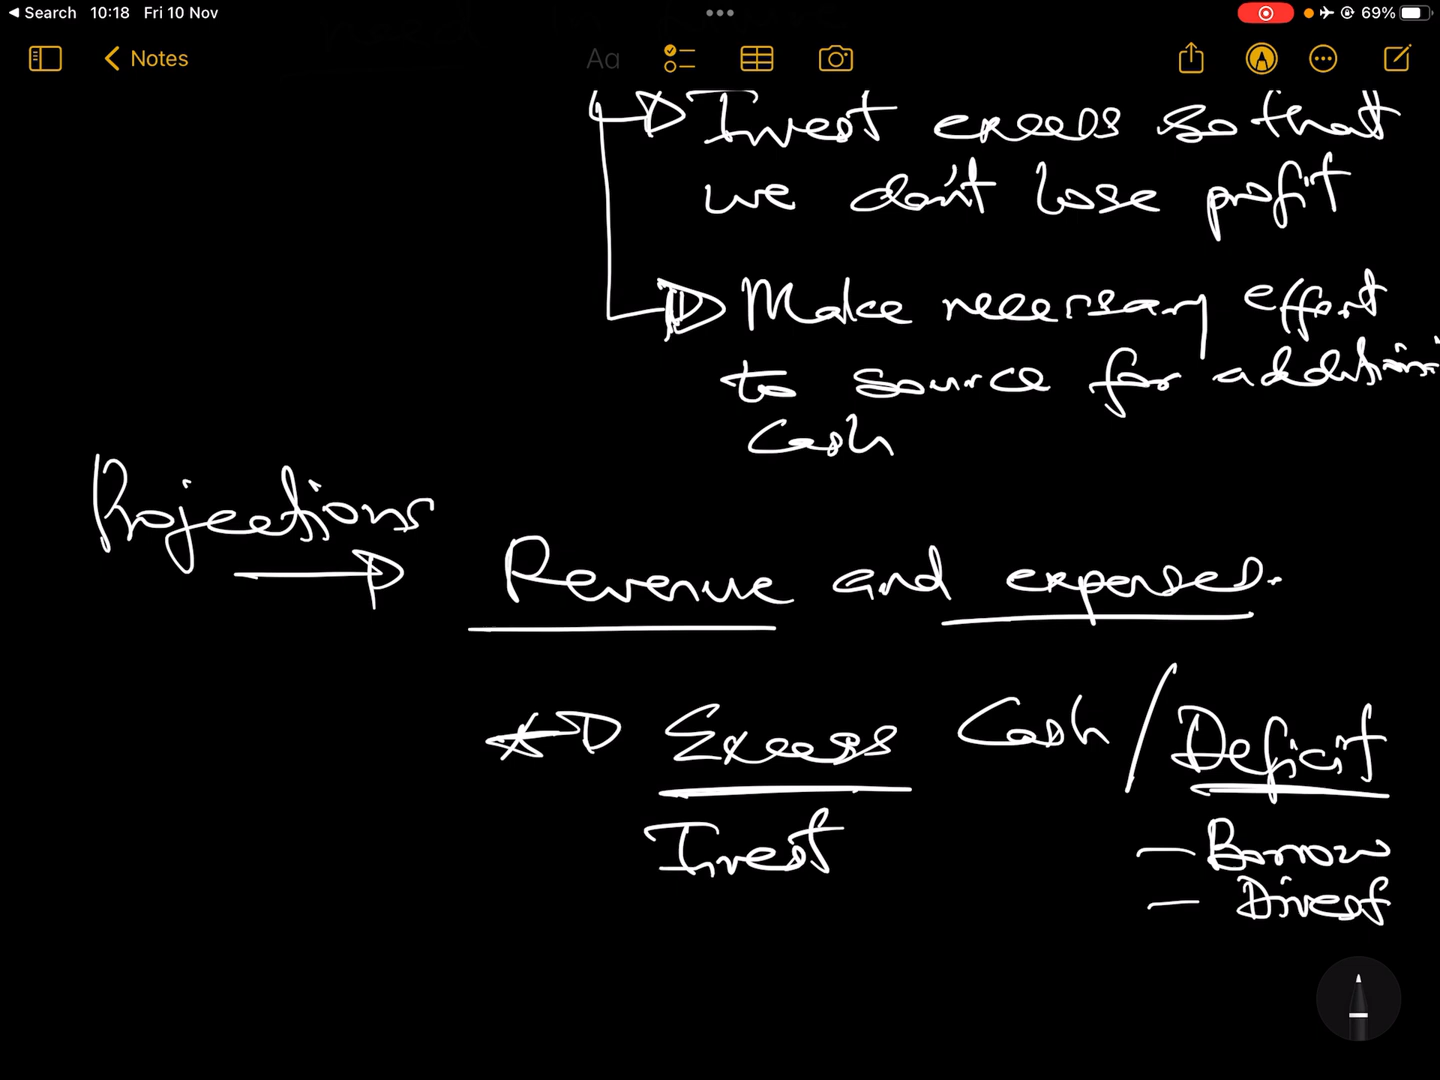 Search 10:18 Fri 10 Nov 69%
Notes Aa
Invest excess so that
we don't lose profit
Make necessary effort
to source for
Cash
Projections
Revenue and expenses.
Excess Cash / Deficit
Invest
- Borrow
- Divest